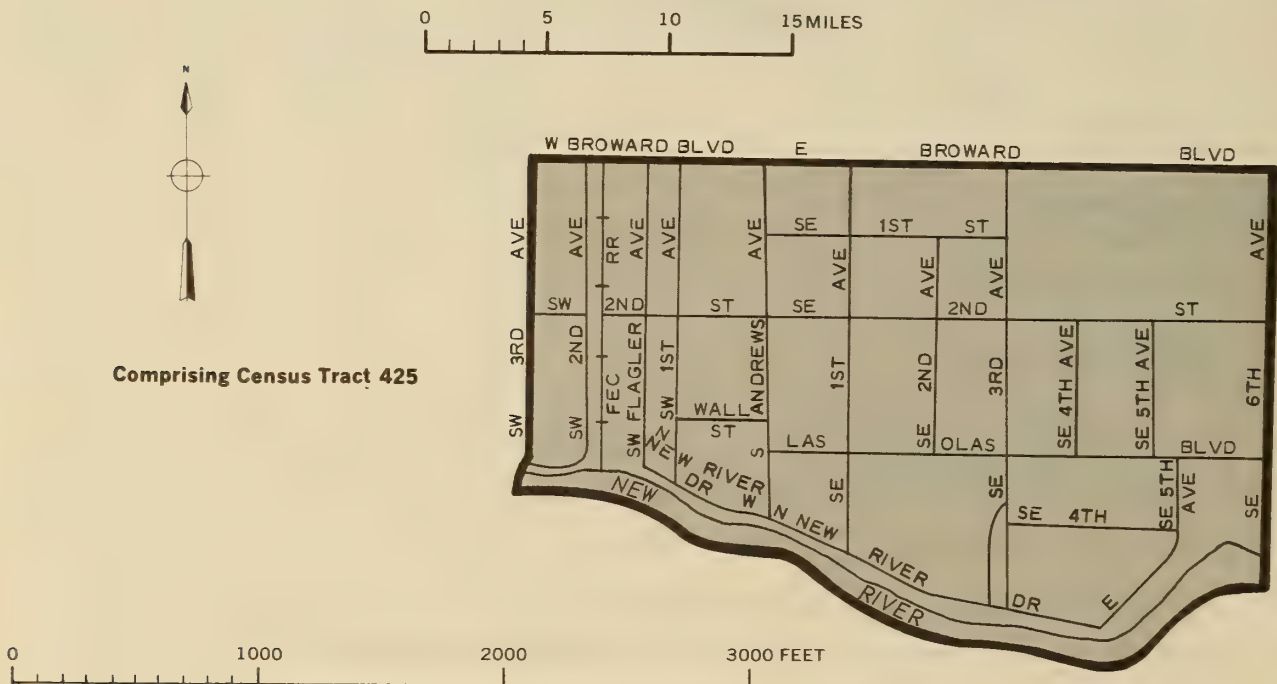 0 5 10 15 MILES
N
W BROWARD BLVD E BROWARD BLVD
SW 3RD AVE
SW 2ND AVE
FEC RR
SW FLAGLER AVE
SW 1ST AVE
S ANDREWS AVE
SE 1ST AVE
SE 2ND AVE
SE 3RD AVE
SE 6TH AVE
SE 1ST ST
SW 2ND ST SE 2ND ST
SE 4TH AVE
SE 5TH AVE
Comprising Census Tract 425
WALL ST
LAS OLAS BLVD
N NEW RIVER DR W
SE 5TH AVE
NEW RIVER
SE 4TH
N NEW RIVER DR E
0 1000 2000 3000 FEET